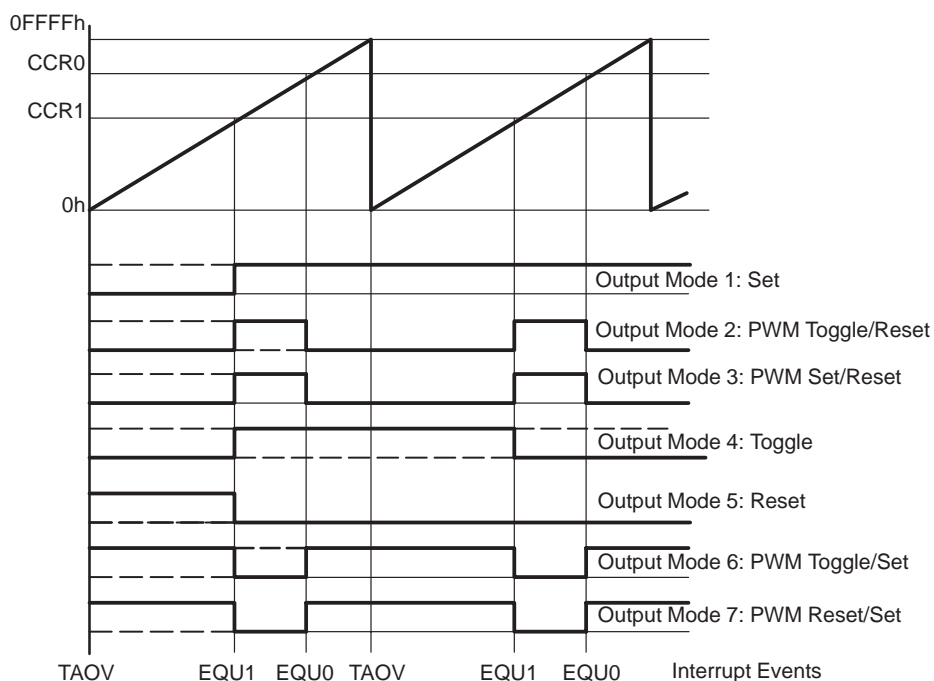 0FFFFh
CCR0
CCR1
0h
Output Mode 1: Set
Output Mode 2: PWM Toggle/Reset
Output Mode 3: PWM Set/Reset
Output Mode 4: Toggle
Output Mode 5: Reset
Output Mode 6: PWM Toggle/Set
Output Mode 7: PWM Reset/Set
TAOV EQU1 EQU0 TAOV EQU1 EQU0 Interrupt Events